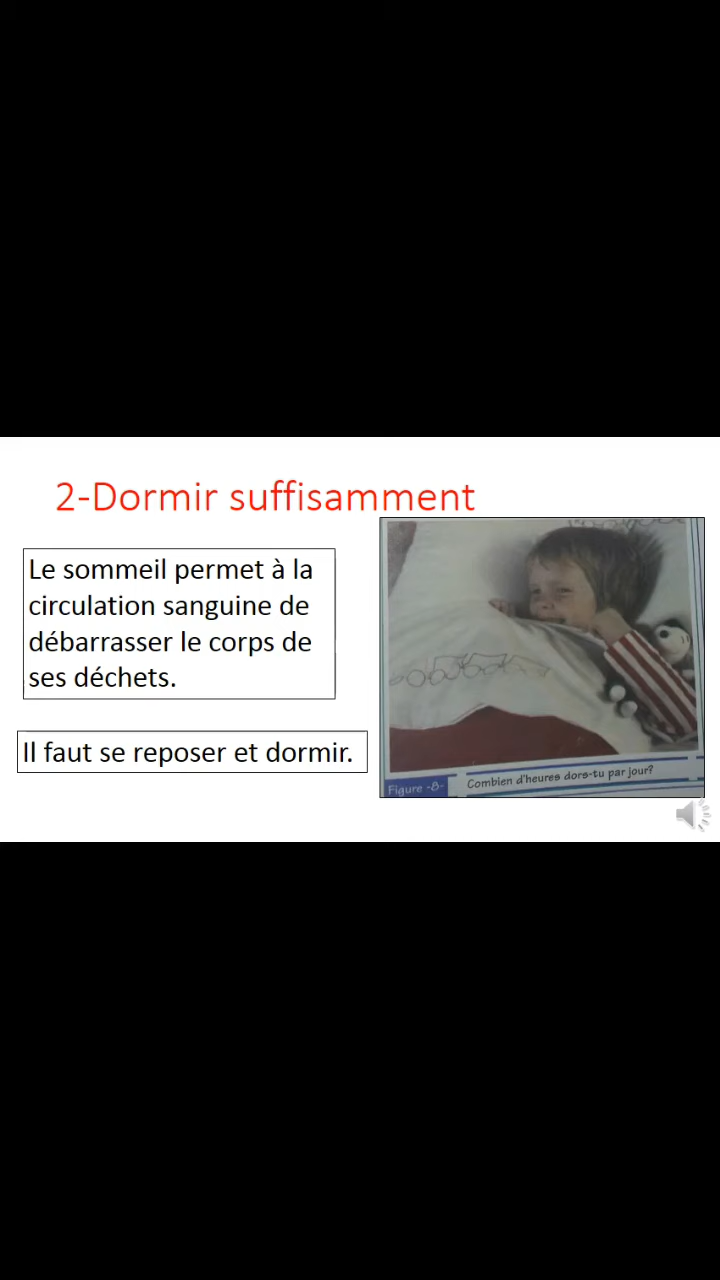 2-Dormir suffisamment
Le sommeil permet à la
circulation sanguine de
débarrasser le corps de
ses déchets.
Il faut se reposer et dormir.
Figure -8-
Combien d'heures dors-tu par jour?